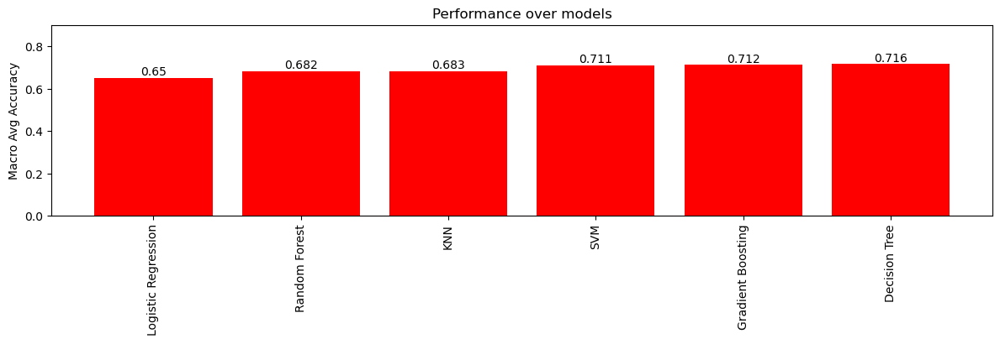 Performance over models
Macro Avg Accuracy
0.8
0.6
0.4
0.2
0.0
0.65
0.682
0.683
0.711
0.712
0.716
Logistic Regression
Random Forest
KNN
SVM
Gradient Boosting
Decision Tree